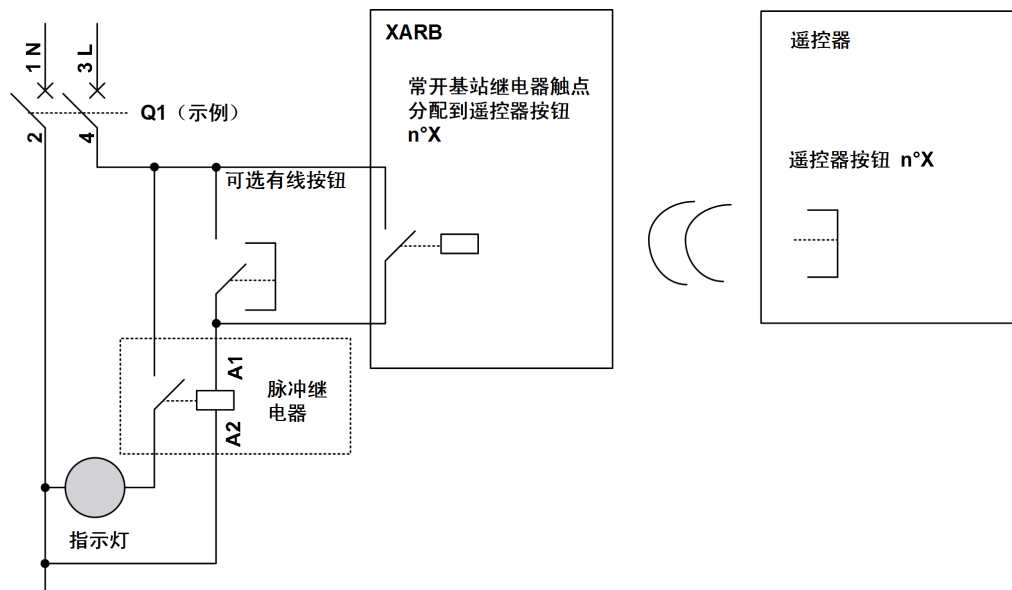 1 N
3 L
2
4
Q1（示例）
XARB
常开基站继电器触点
分配到遥控器按钮
n°X
遥控器
遥控器按钮 n°X
可选有线按钮
A1
A2
脉冲继
电器
指示灯